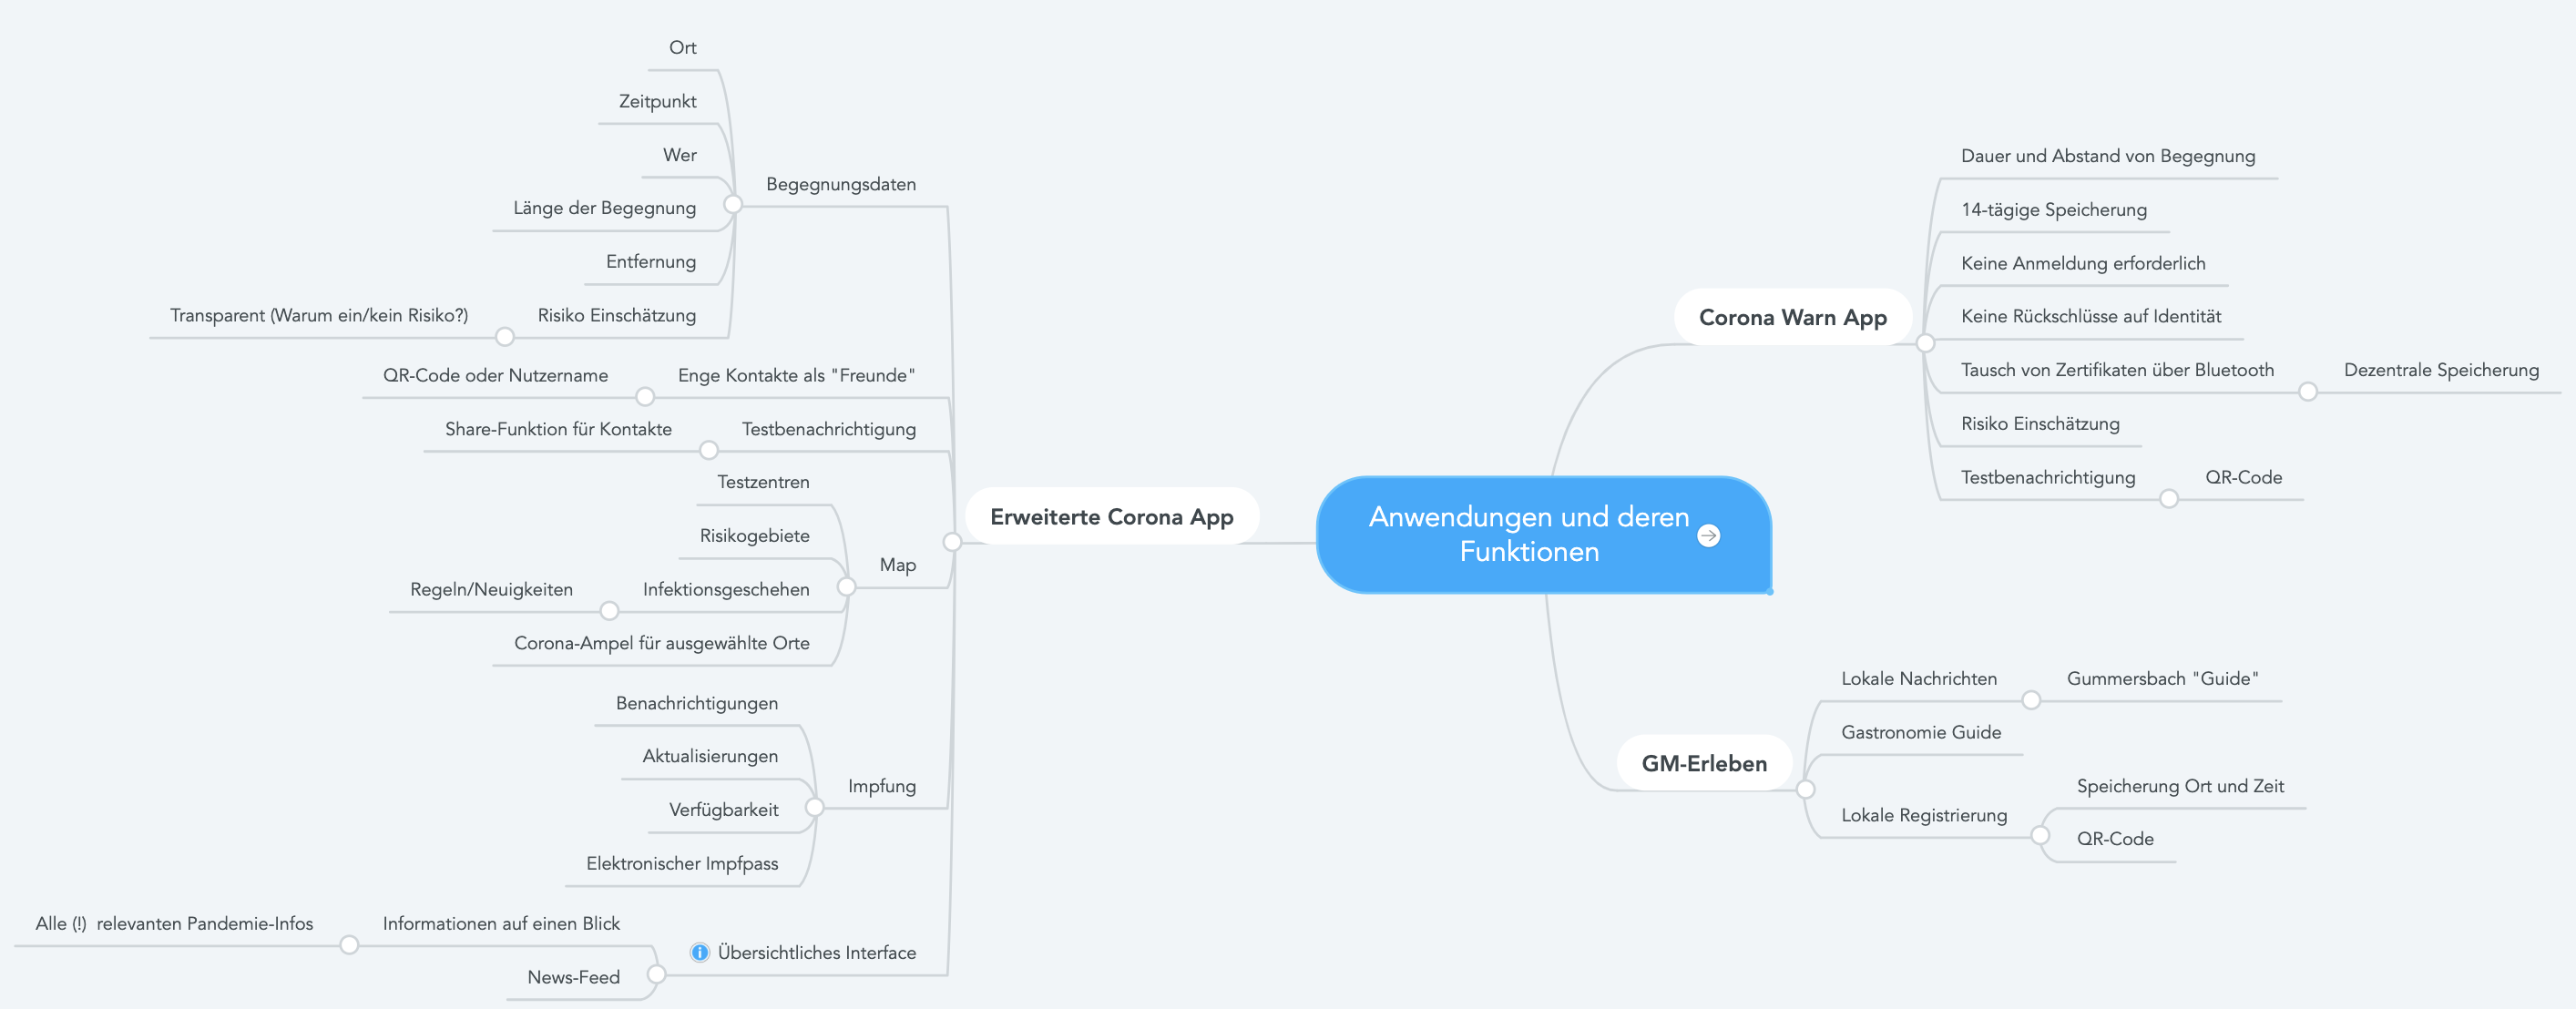 Anwendungen und deren
Funktionen
Corona Warn App
Dauer und Abstand von Begegnung
14-tägige Speicherung
Keine Anmeldung erforderlich
Keine Rückschlüsse auf Identität
Tausch von Zertifikaten über Bluetooth
Dezentrale Speicherung
Risiko Einschätzung
Testbenachrichtigung
QR-Code
GM-Erleben
Lokale Nachrichten
Gummersbach "Guide"
Gastronomie Guide
Lokale Registrierung
Speicherung Ort und Zeit
QR-Code
Erweiterte Corona App
Begegnungsdaten
Ort
Zeitpunkt
Wer
Länge der Begegnung
Entfernung
Risiko Einschätzung
Transparent (Warum ein/kein Risiko?)
Enge Kontakte als "Freunde"
QR-Code oder Nutzername
Testbenachrichtigung
Share-Funktion für Kontakte
Map
Testzentren
Risikogebiete
Infektionsgeschehen
Regeln/Neuigkeiten
Corona-Ampel für ausgewählte Orte
Impfung
Benachrichtigungen
Aktualisierungen
Verfügbarkeit
Elektronischer Impfpass
Übersichtliches Interface
Informationen auf einen Blick
Alle (!)  relevanten Pandemie-Infos
News-Feed